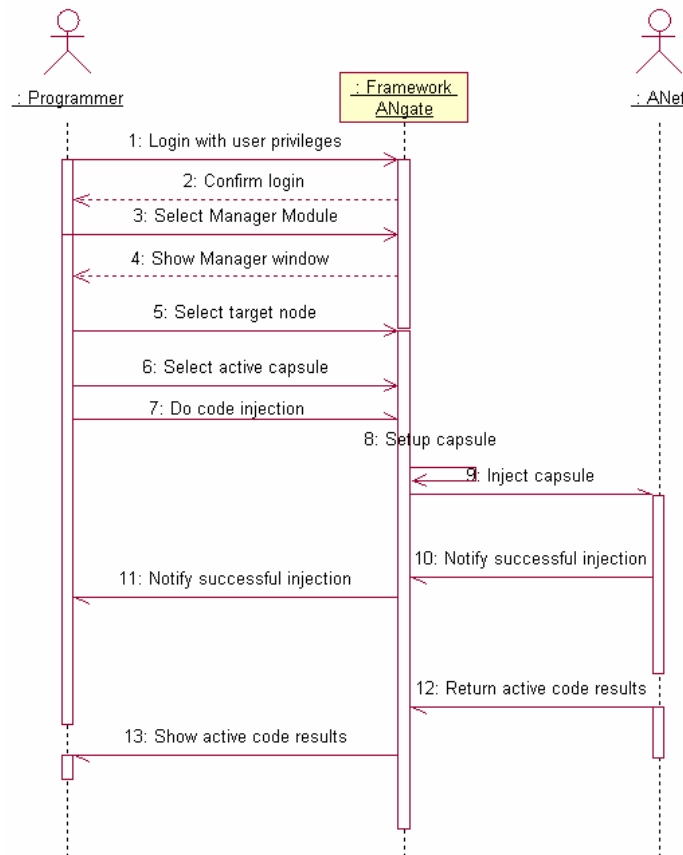 : Programmer
: Framework
ANgate
: ANet
1: Login with user privileges
2: Confirm login
3: Select Manager Module
4: Show Manager window
5: Select target node
6: Select active capsule
7: Do code injection
8: Setup capsule
9: Inject capsule
10: Notify successful injection
11: Notify successful injection
12: Return active code results
13: Show active code results